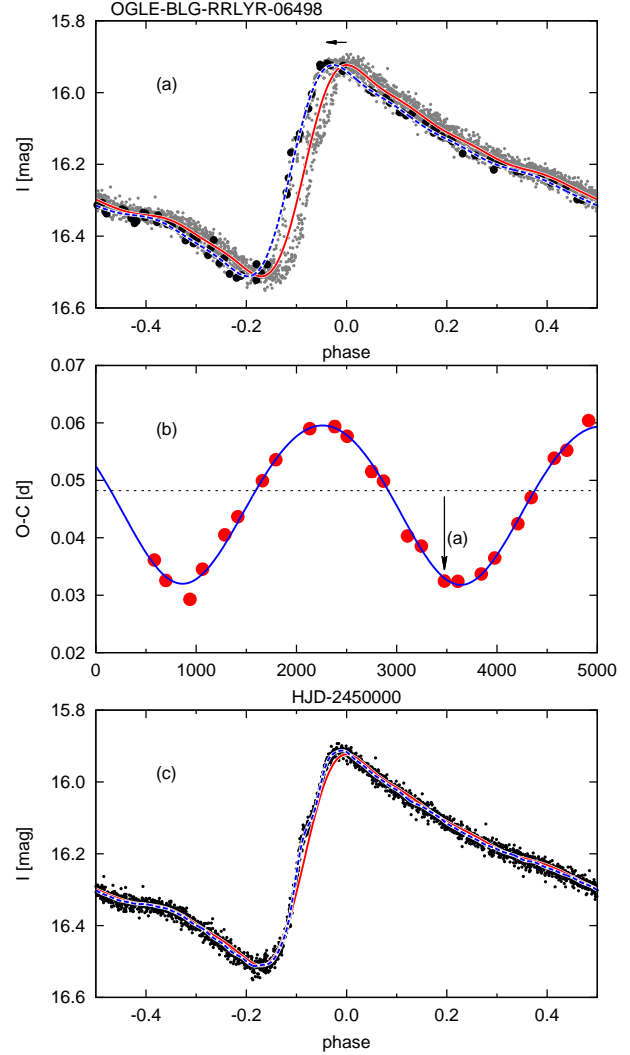 OGLE-BLG-RRLYR-06498
15.8
16.0
16.2
16.4
16.6
I [mag]
(a)
-0.4 -0.2 0.0 0.2 0.4
phase
0.07
0.06
0.05
0.04
0.03
0.02
O-C [d]
(b)
(a)
0 1000 2000 3000 4000 5000
HJD-2450000
15.8
16.0
16.2
16.4
16.6
I [mag]
(c)
-0.4 -0.2 0.0 0.2 0.4
phase